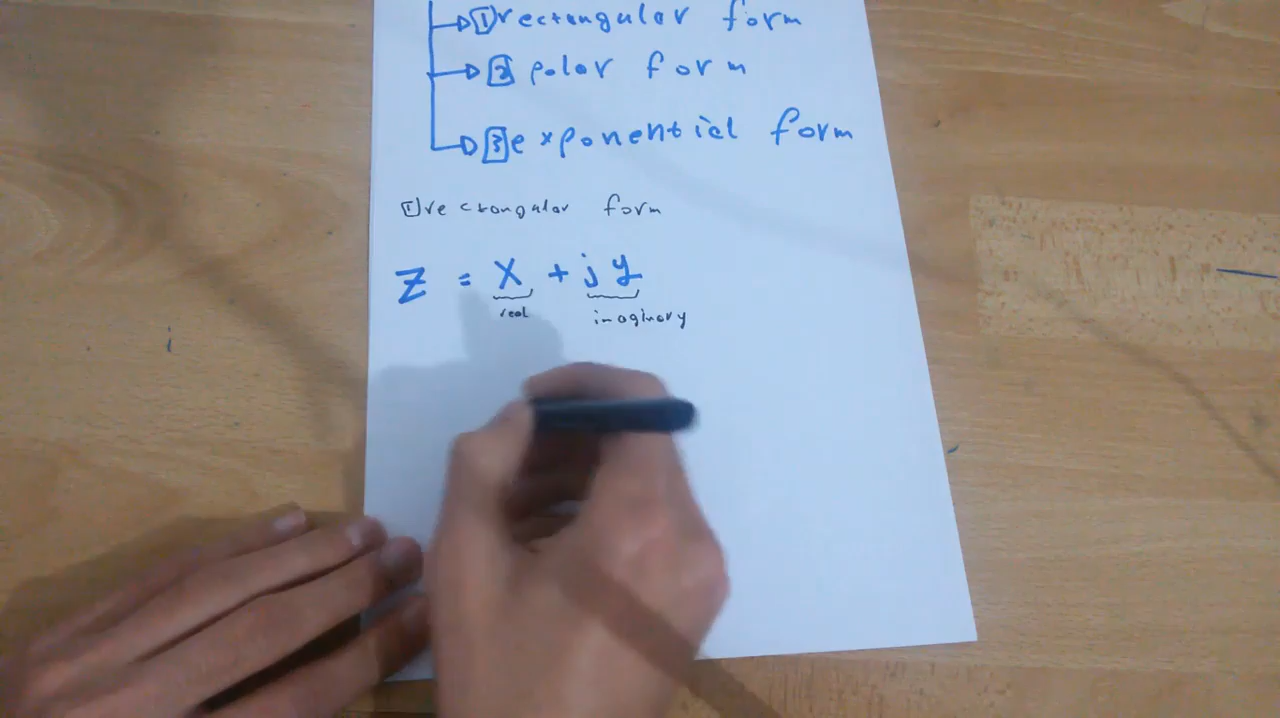 1 rectangular form
2 polar form
3 exponential form
1 rectangular form
Z = X + j y
real imaginary